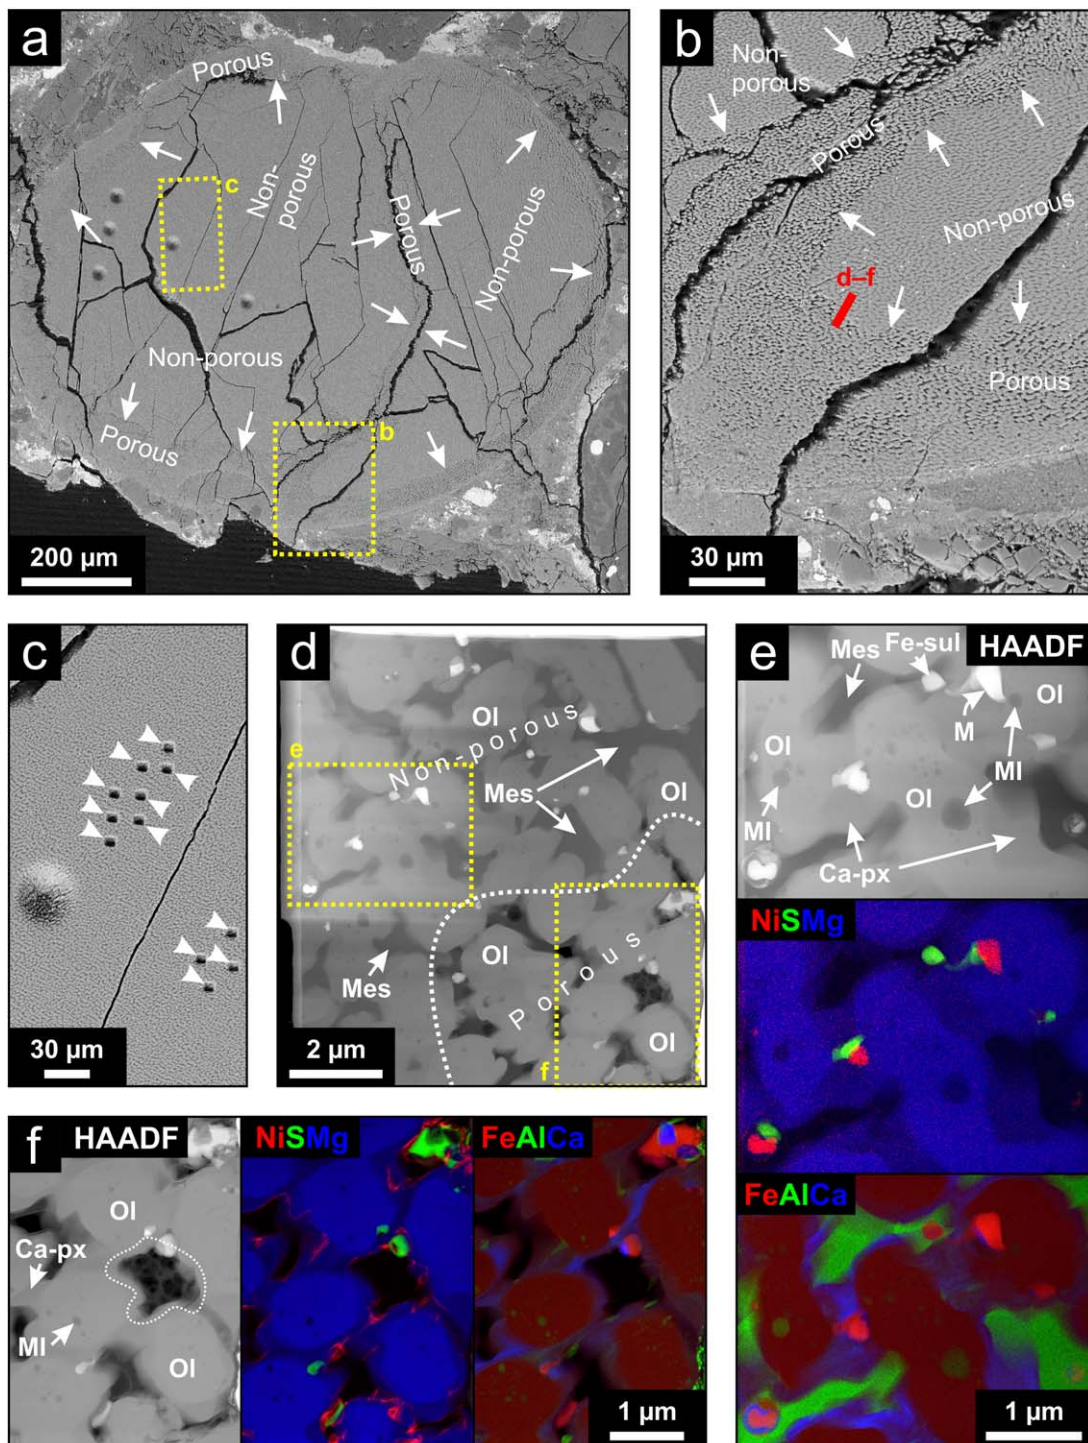 a
Porous
Non-
porous
c
Porous
Non-porous
Non-porous
Porous
b
200 µm
b
Non-
porous
Porous
Non-porous
d–f
Porous
30 µm
c
30 µm
d
Ol
Non-porous
e
Mes
Ol
Ol
Mes
Porous
Ol
f
2 µm
e
Mes
Fe-sul
HAADF
Ol
M
Ol
MI
Ol
MI
Ca-px
NiSMg
FeAlCa
1 µm
f
HAADF
NiSMg
FeAlCa
Ol
Ca-px
MI
Ol
1 µm